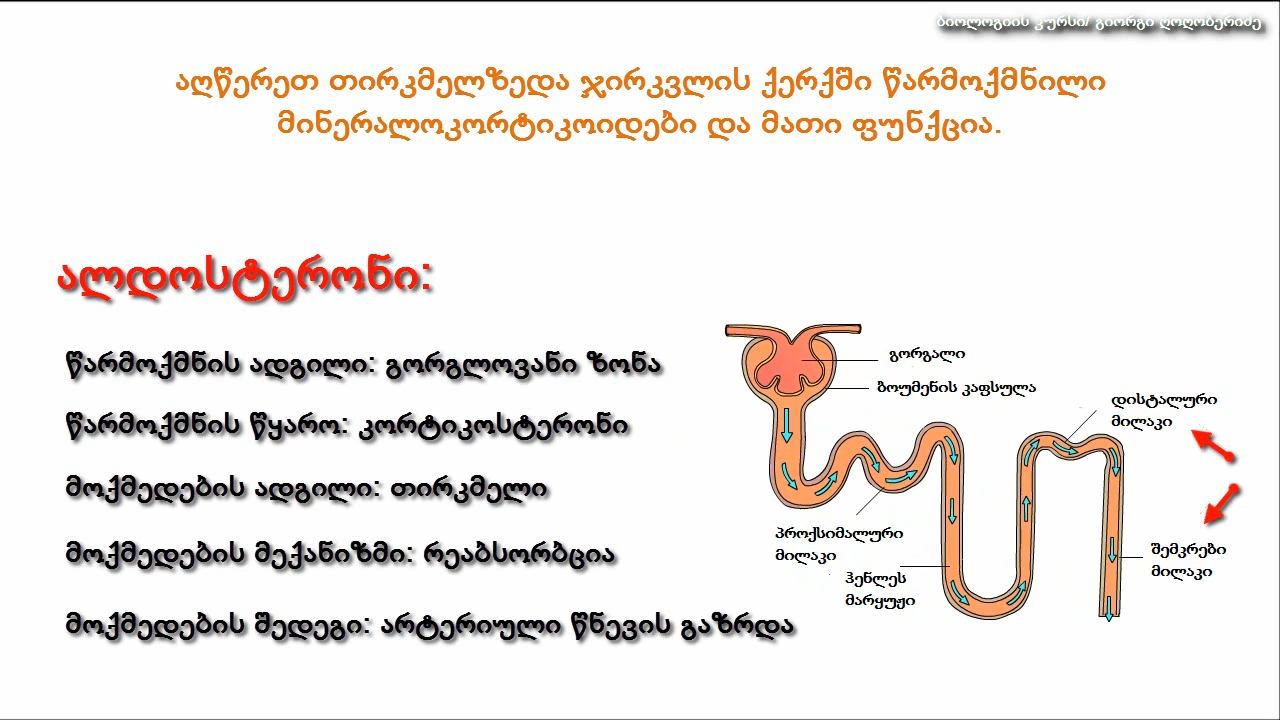 ბიოლოგიის კურსი/ გიორგი ღოღობერიძე
აღწერეთ თირკმელზედა ჯირკვლის ქერქში წარმოქმნილი
მინერალოკორტიკოიდები და მათი ფუნქცია.
ალდოსტერონი:
წარმოქმნის ადგილი: გორგლოვანი ზონა
წარმოქმნის წყარო: კორტიკოსტერონი
მოქმედების ადგილი: თირკმელი
მოქმედების მექანიზმი: რეაბსორბცია
მოქმედების შედეგი: არტერიული წნევის გაზრდა
გორგალი
ბოუმენის კაფსულა
დისტალური
მილაკი
პროქსიმალური
მილაკი
ჰენლეს
მარყუჟი
შემკრები
მილაკი